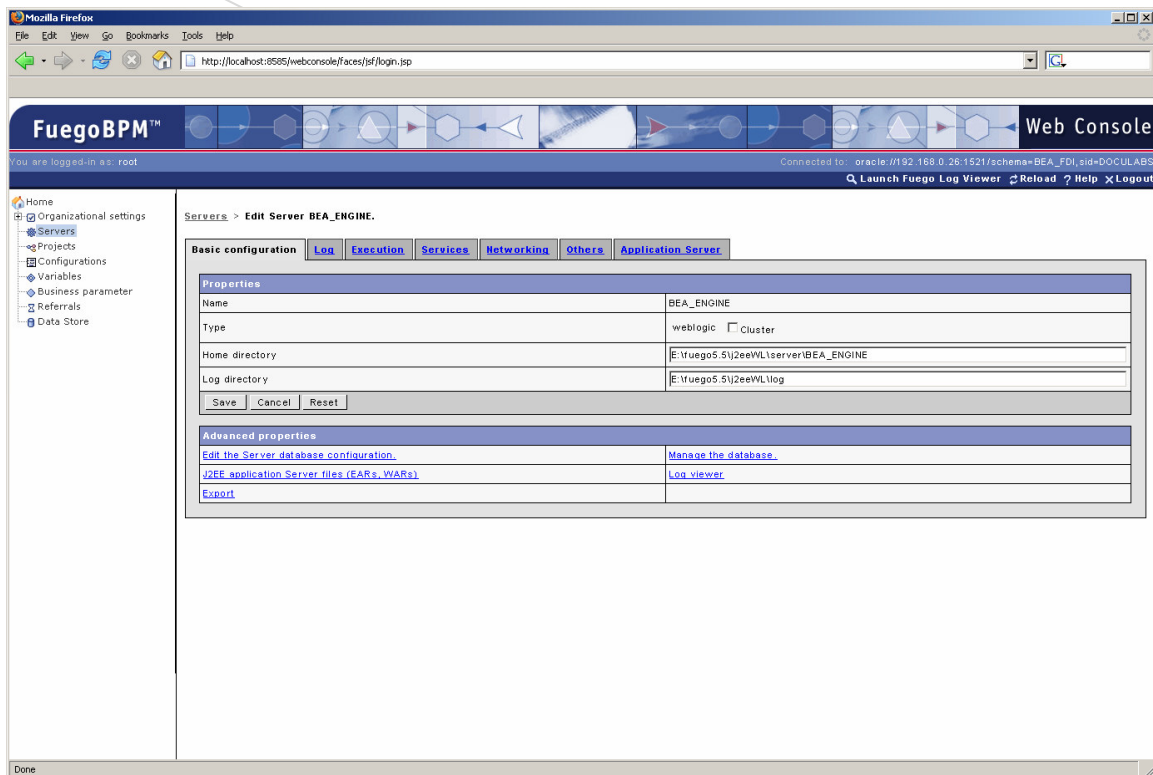 Mozilla Firefox
File Edit View Go Bookmarks Tools Help
http://localhost:8585/webconsole/faces/jsf/login.jsp
G
FuegoBPM™
Web Console
You are logged-in as: root
Connected to: oracle://192.168.0.26:1521/schema=BEA_FDI,sid=DOCULABS
Launch Fuego Log Viewer Reload ? Help X Logout
Home
Organizational settings
Servers
Projects
Configurations
Variables
Business parameter
Referrals
Data Store
Servers > Edit Server BEA_ENGINE.
Basic configuration Log Execution Services Networking Others Application Server
Properties
Name BEA_ENGINE
Type weblogic Cluster
Home directory E:\fuego5.5\j2eeWL\server\BEA_ENGINE
Log directory E:\fuego5.5\j2eeWL\log
Save Cancel Reset
Advanced properties
Edit the Server database configuration. Manage the database.
J2EE application Server files (EARs, WARs) Log viewer
Export
Done